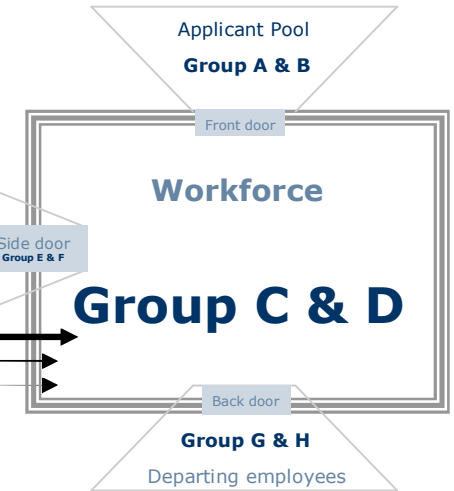 Applicant Pool
Group A & B
Front door
Workforce
Side door
Group E & F
Group C & D
Back door
Group G & H
Departing employees